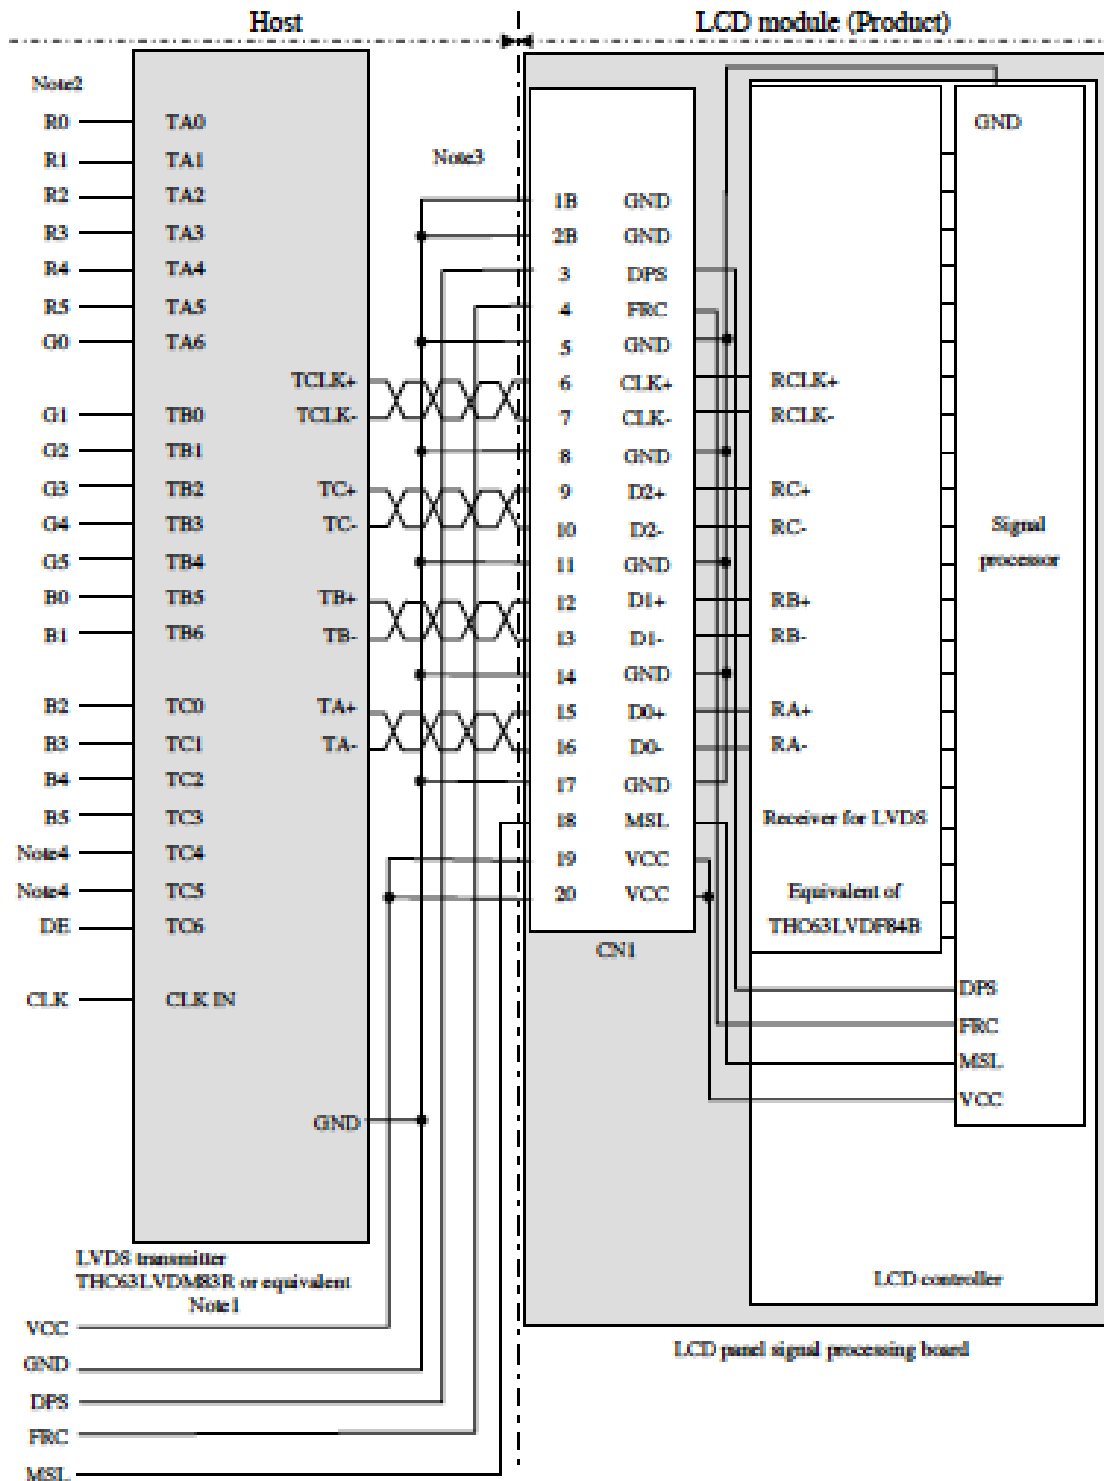 Host
LCD module (Product)
Note2
R0 TA0
R1 TA1
R2 TA2
R3 TA3
R4 TA4
R5 TA5
G0 TA6
TCLK+
G1 TB0 TCLK-
G2 TB1
G3 TB2 TC+
G4 TB3 TC-
G5 TB4
B0 TB5 TB+
B1 TB6 TB-
B2 TC0 TA+
B3 TC1 TA-
B4 TC2
B5 TC3
Note4 TC4
Note4 TC5
DE TC6
CLK CLK IN
GND
LVDS transmitter
THC63LVDM83R or equivalent
Note1
VCC
GND
DPS
FRC
MSL
Note3
1B GND
2B GND
3 DPS
4 FRC
5 GND
6 CLK+
7 CLK-
8 GND
9 D2+
10 D2-
11 GND
12 D1+
13 D1-
14 GND
15 D0+
16 D0-
17 GND
18 MSL
19 VCC
20 VCC
CN1
RCLK+
RCLK-
RC+
RC-
RB+
RB-
RA+
RA-
Receiver for LVDS
Equivalent of
THC63LVDF84B
GND
Signal
processor
DPS
FRC
MSL
VCC
LCD controller
LCD panel signal processing board